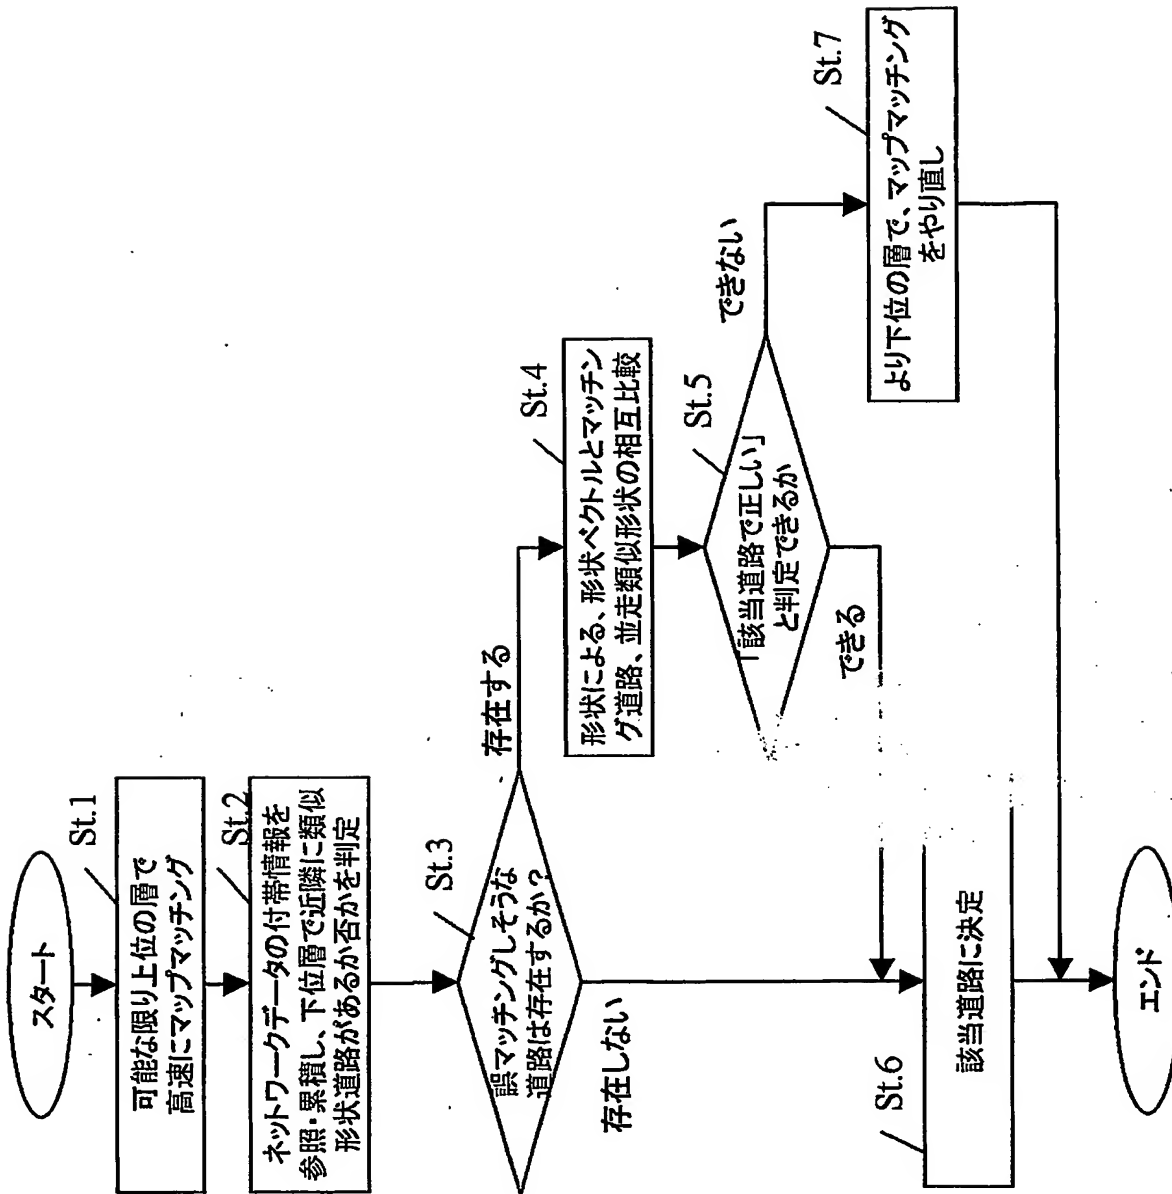 スタート
St.1
可能な限り上位の層で
高速にマップマッチング
St.2
ネットワークデータの付帯情報を
参照・累積し、下位層で近隣に類似
形状道路があるか否かを判定
St.3
誤マッチングしそうな
道路は存在するか?
存在する
存在しない
St.4
形状による、形状ベクトルとマッチン
グ道路、並走類似形状の相互比較
St.5
「該当道路で正しい」
と判定できるか
できない
できる
St.7
より下位の層で、マップマッチング
をやり直し
St.6
該当道路に決定
エンド